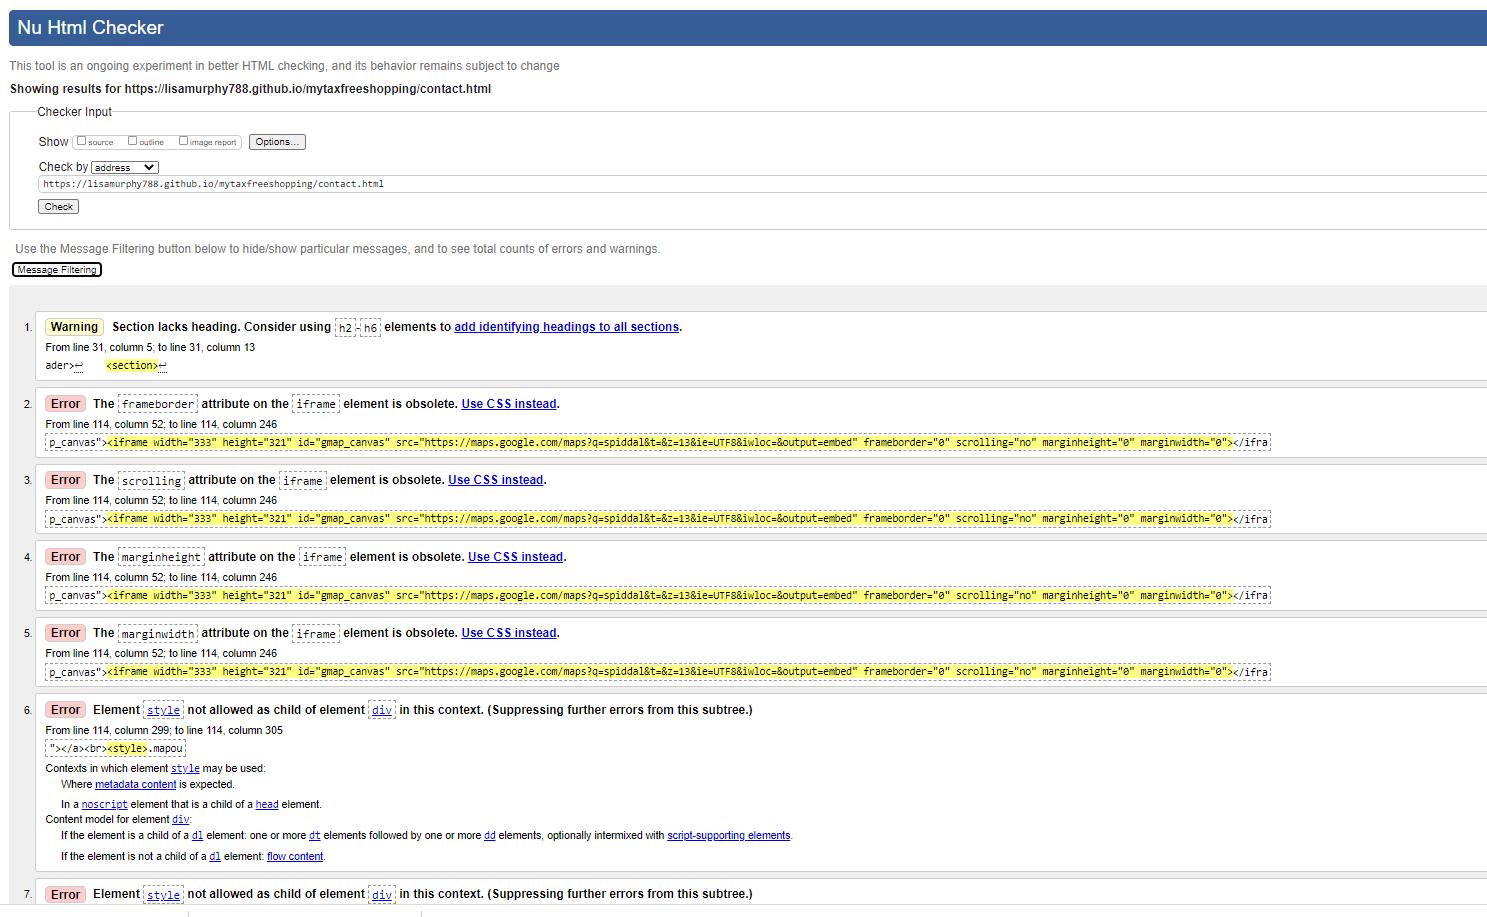 Nu Html Checker
This tool is an ongoing experiment in better HTML checking, and its behavior remains subject to change
Showing results for https://lisamurphy788.github.io/mytaxfreeshopping/contact.html
Checker Input
Show source outline image report Options...
Check by address
https://lisamurphy788.github.io/mytaxfreeshopping/contact.html
Check
Use the Message Filtering button below to hide/show particular messages, and to see total counts of errors and warnings.
Message Filtering
1. Warning Section lacks heading. Consider using h2-h6 elements to add identifying headings to all sections.
From line 31, column 5; to line 31, column 13
ader>↩ <section>↩
2. Error The frameborder attribute on the iframe element is obsolete. Use CSS instead.
From line 114, column 52; to line 114, column 246
p_canvas"><iframe width="333" height="321" id="gmap_canvas" src="https://maps.google.com/maps?q=spiddal&t=&z=13&ie=UTF8&iwloc=&output=embed" frameborder="0" scrolling="no" marginheight="0" marginwidth="0"></ifra
3. Error The scrolling attribute on the iframe element is obsolete. Use CSS instead.
From line 114, column 52; to line 114, column 246
p_canvas"><iframe width="333" height="321" id="gmap_canvas" src="https://maps.google.com/maps?q=spiddal&t=&z=13&ie=UTF8&iwloc=&output=embed" frameborder="0" scrolling="no" marginheight="0" marginwidth="0"></ifra
4. Error The marginheight attribute on the iframe element is obsolete. Use CSS instead.
From line 114, column 52; to line 114, column 246
p_canvas"><iframe width="333" height="321" id="gmap_canvas" src="https://maps.google.com/maps?q=spiddal&t=&z=13&ie=UTF8&iwloc=&output=embed" frameborder="0" scrolling="no" marginheight="0" marginwidth="0"></ifra
5. Error The marginwidth attribute on the iframe element is obsolete. Use CSS instead.
From line 114, column 52; to line 114, column 246
p_canvas"><iframe width="333" height="321" id="gmap_canvas" src="https://maps.google.com/maps?q=spiddal&t=&z=13&ie=UTF8&iwloc=&output=embed" frameborder="0" scrolling="no" marginheight="0" marginwidth="0"></ifra
6. Error Element style not allowed as child of element div in this context. (Suppressing further errors from this subtree.)
From line 114, column 299; to line 114, column 305
"></a><br><style>.mapou
Contexts in which element style may be used:
Where metadata content is expected.
In a noscript element that is a child of a head element.
Content model for element div:
If the element is a child of a dl element: one or more dt elements followed by one or more dd elements, optionally intermixed with script-supporting elements.
If the element is not a child of a dl element: flow content.
7. Error Element style not allowed as child of element div in this context. (Suppressing further errors from this subtree.)